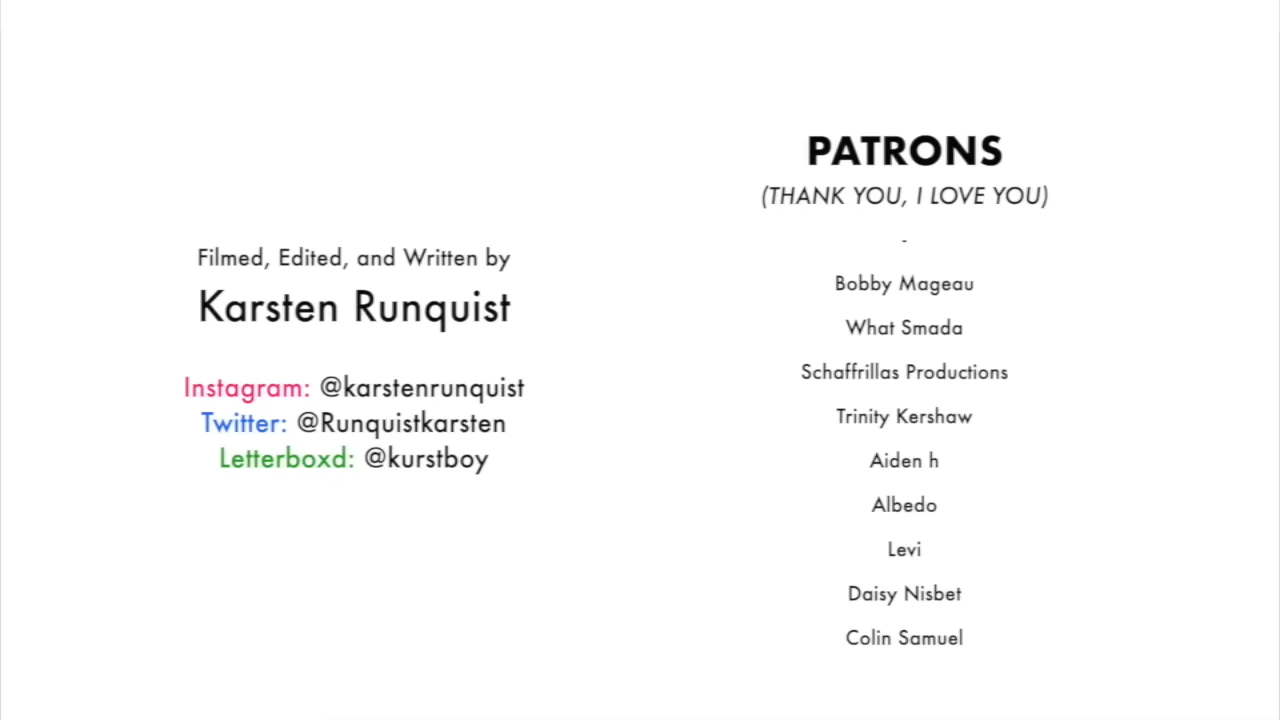 Filmed, Edited, and Written by
Karsten Runquist
Instagram: @karstenrunquist
Twitter: @Runquistkarsten
Letterboxd: @kurstboy
PATRONS
(THANK YOU, I LOVE YOU)
-
Bobby Mageau
What Smada
Schaffrillas Productions
Trinity Kershaw
Aiden h
Albedo
Levi
Daisy Nisbet
Colin Samuel